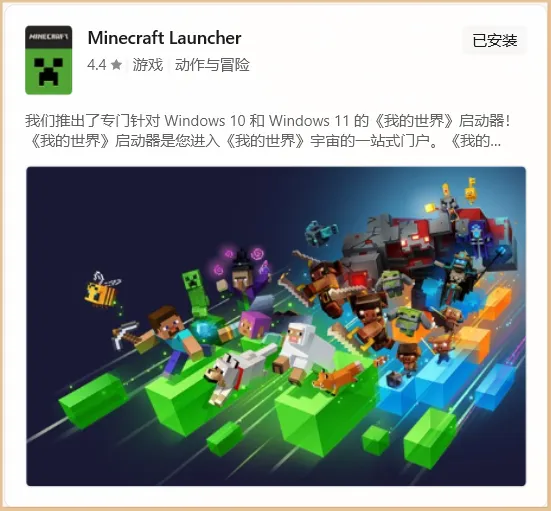 MINECRAFT
Minecraft Launcher
已安装
4.4 ★ 游戏 动作与冒险
我们推出了专门针对 Windows 10 和 Windows 11 的《我的世界》启动器！
《我的世界》启动器是您进入《我的世界》宇宙的一站式门户。《我的...